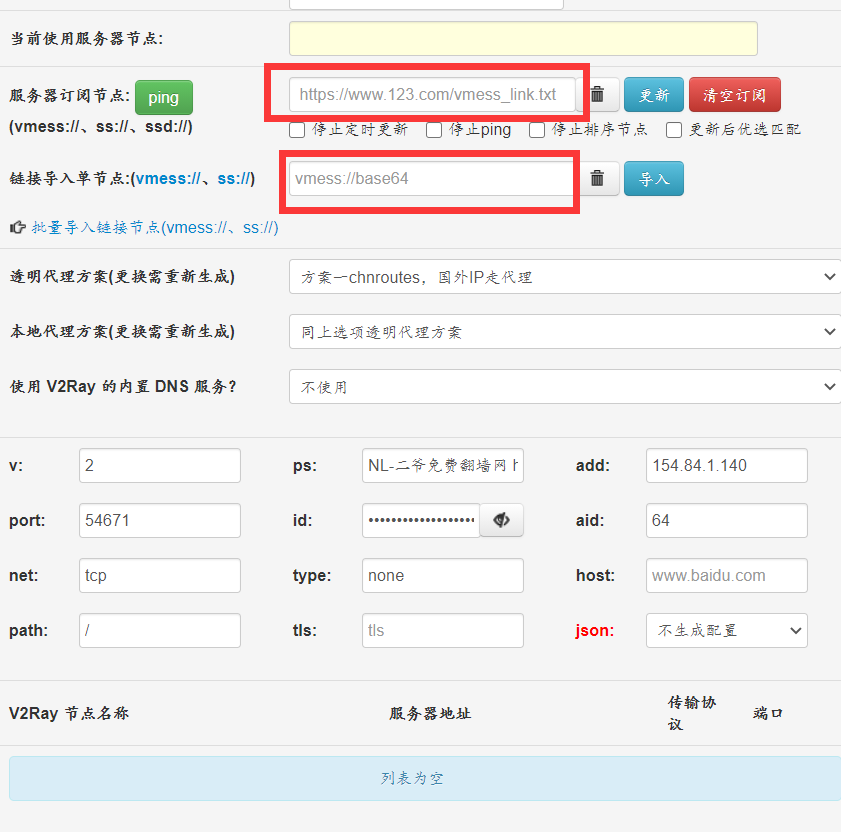 当前使用服务器节点:
服务器订阅节点: ping https://www.123.com/vmess_link.txt 更新 清空订阅
(vmess://、ss://、ssd://) 停止定时更新 停止ping 停止排序节点 更新后优选匹配
链接导入单节点:(vmess://、ss://) vmess://base64 导入
批量导入链接节点(vmess://、ss://)
透明代理方案(更换需重新生成) 方案一chnroutes，国外IP走代理
本地代理方案(更换需重新生成) 同上选项透明代理方案
使用 V2Ray 的内置 DNS 服务？ 不使用
v: 2 ps: NL-二爷免费翻墙网 add: 154.84.1.140
port: 54671 id: •••••••••••••••••• aid: 64
net: tcp type: none host: www.baidu.com
path: / tls: tls json: 不生成配置
V2Ray 节点名称 服务器地址 传输协议 端口
列表为空